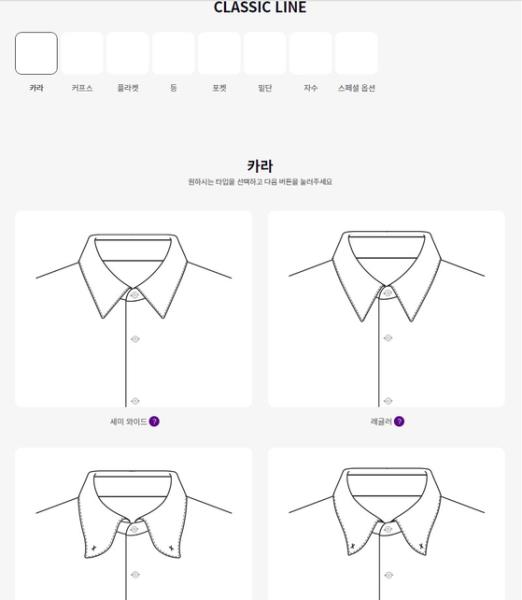 CLASSIC LINE
카라 커프스 플라켓 등 포켓 밑단 자수 스페셜 옵션
카라
원하시는 타입을 선택하고 다음 버튼을 눌러주세요
세미 와이드 ?
레귤러 ?